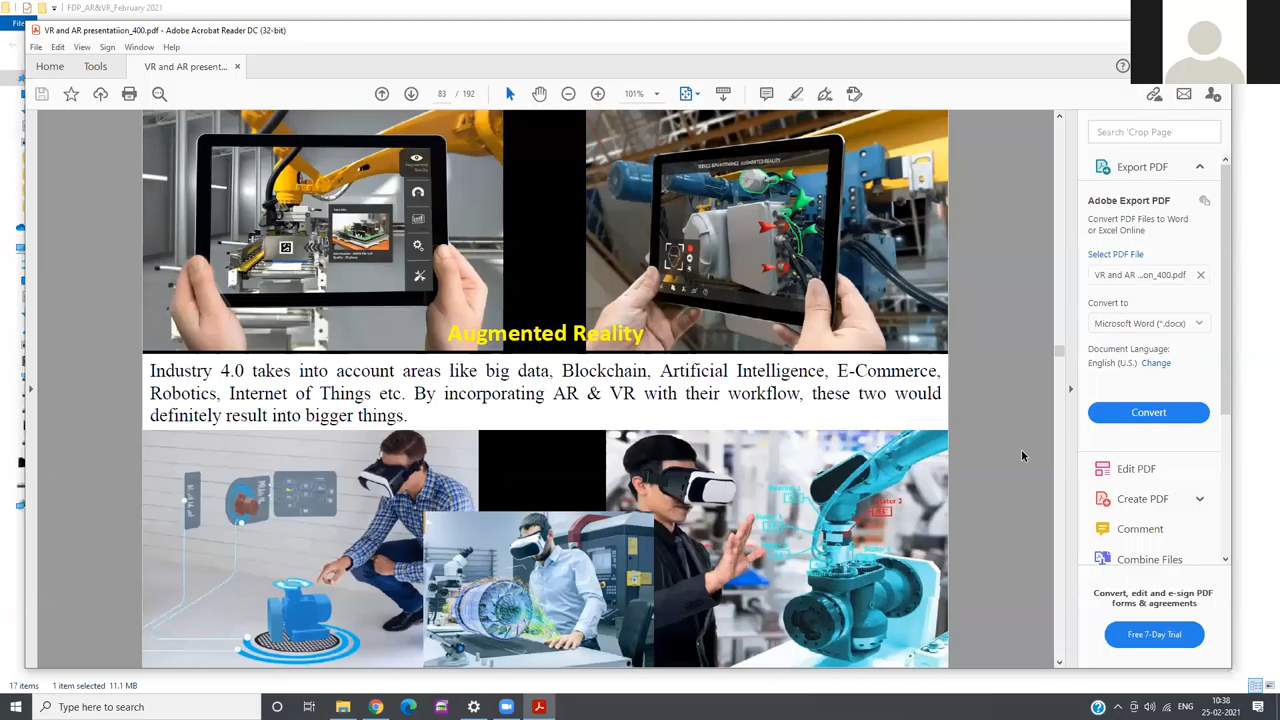 FDP_AR&VR_February 2021
File
VR and AR presentatiion_400.pdf - Adobe Acrobat Reader DC (32-bit)
File Edit View Sign Window Help
Home Tools VR and AR present... ×
83 / 192
101%
Search 'Crop Page'
Export PDF
Adobe Export PDF
Convert PDF Files to Word
or Excel Online
Select PDF File
VR and AR ...on_400.pdf
Convert to
Microsoft Word (*.docx)
Document Language:
English (U.S.) Change
Convert
Edit PDF
Create PDF
Comment
Combine Files
Convert, edit and e-sign PDF
forms & agreements
Free 7-Day Trial
Augmented Reality
Industry 4.0 takes into account areas like big data, Blockchain, Artificial Intelligence, E-Commerce,
Robotics, Internet of Things etc. By incorporating AR & VR with their workflow, these two would
definitely result into bigger things.
17 items 1 item selected 11.1 MB
Type here to search
ENG
10:38
25-02-2021